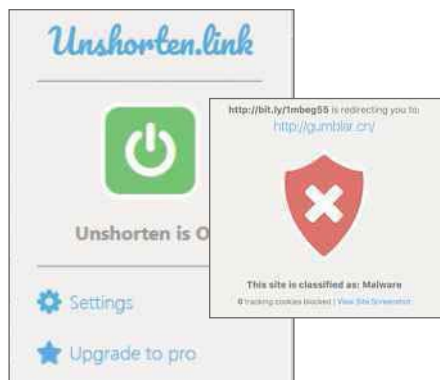 Unshorten.link
Unshorten is O
Settings
Upgrade to pro
http://bit.ly/1mbeg55 is redirecting you to:
http://gumblar.cn/
This site is classified as: Malware
0 tracking cookies blocked | View Site Screenshot